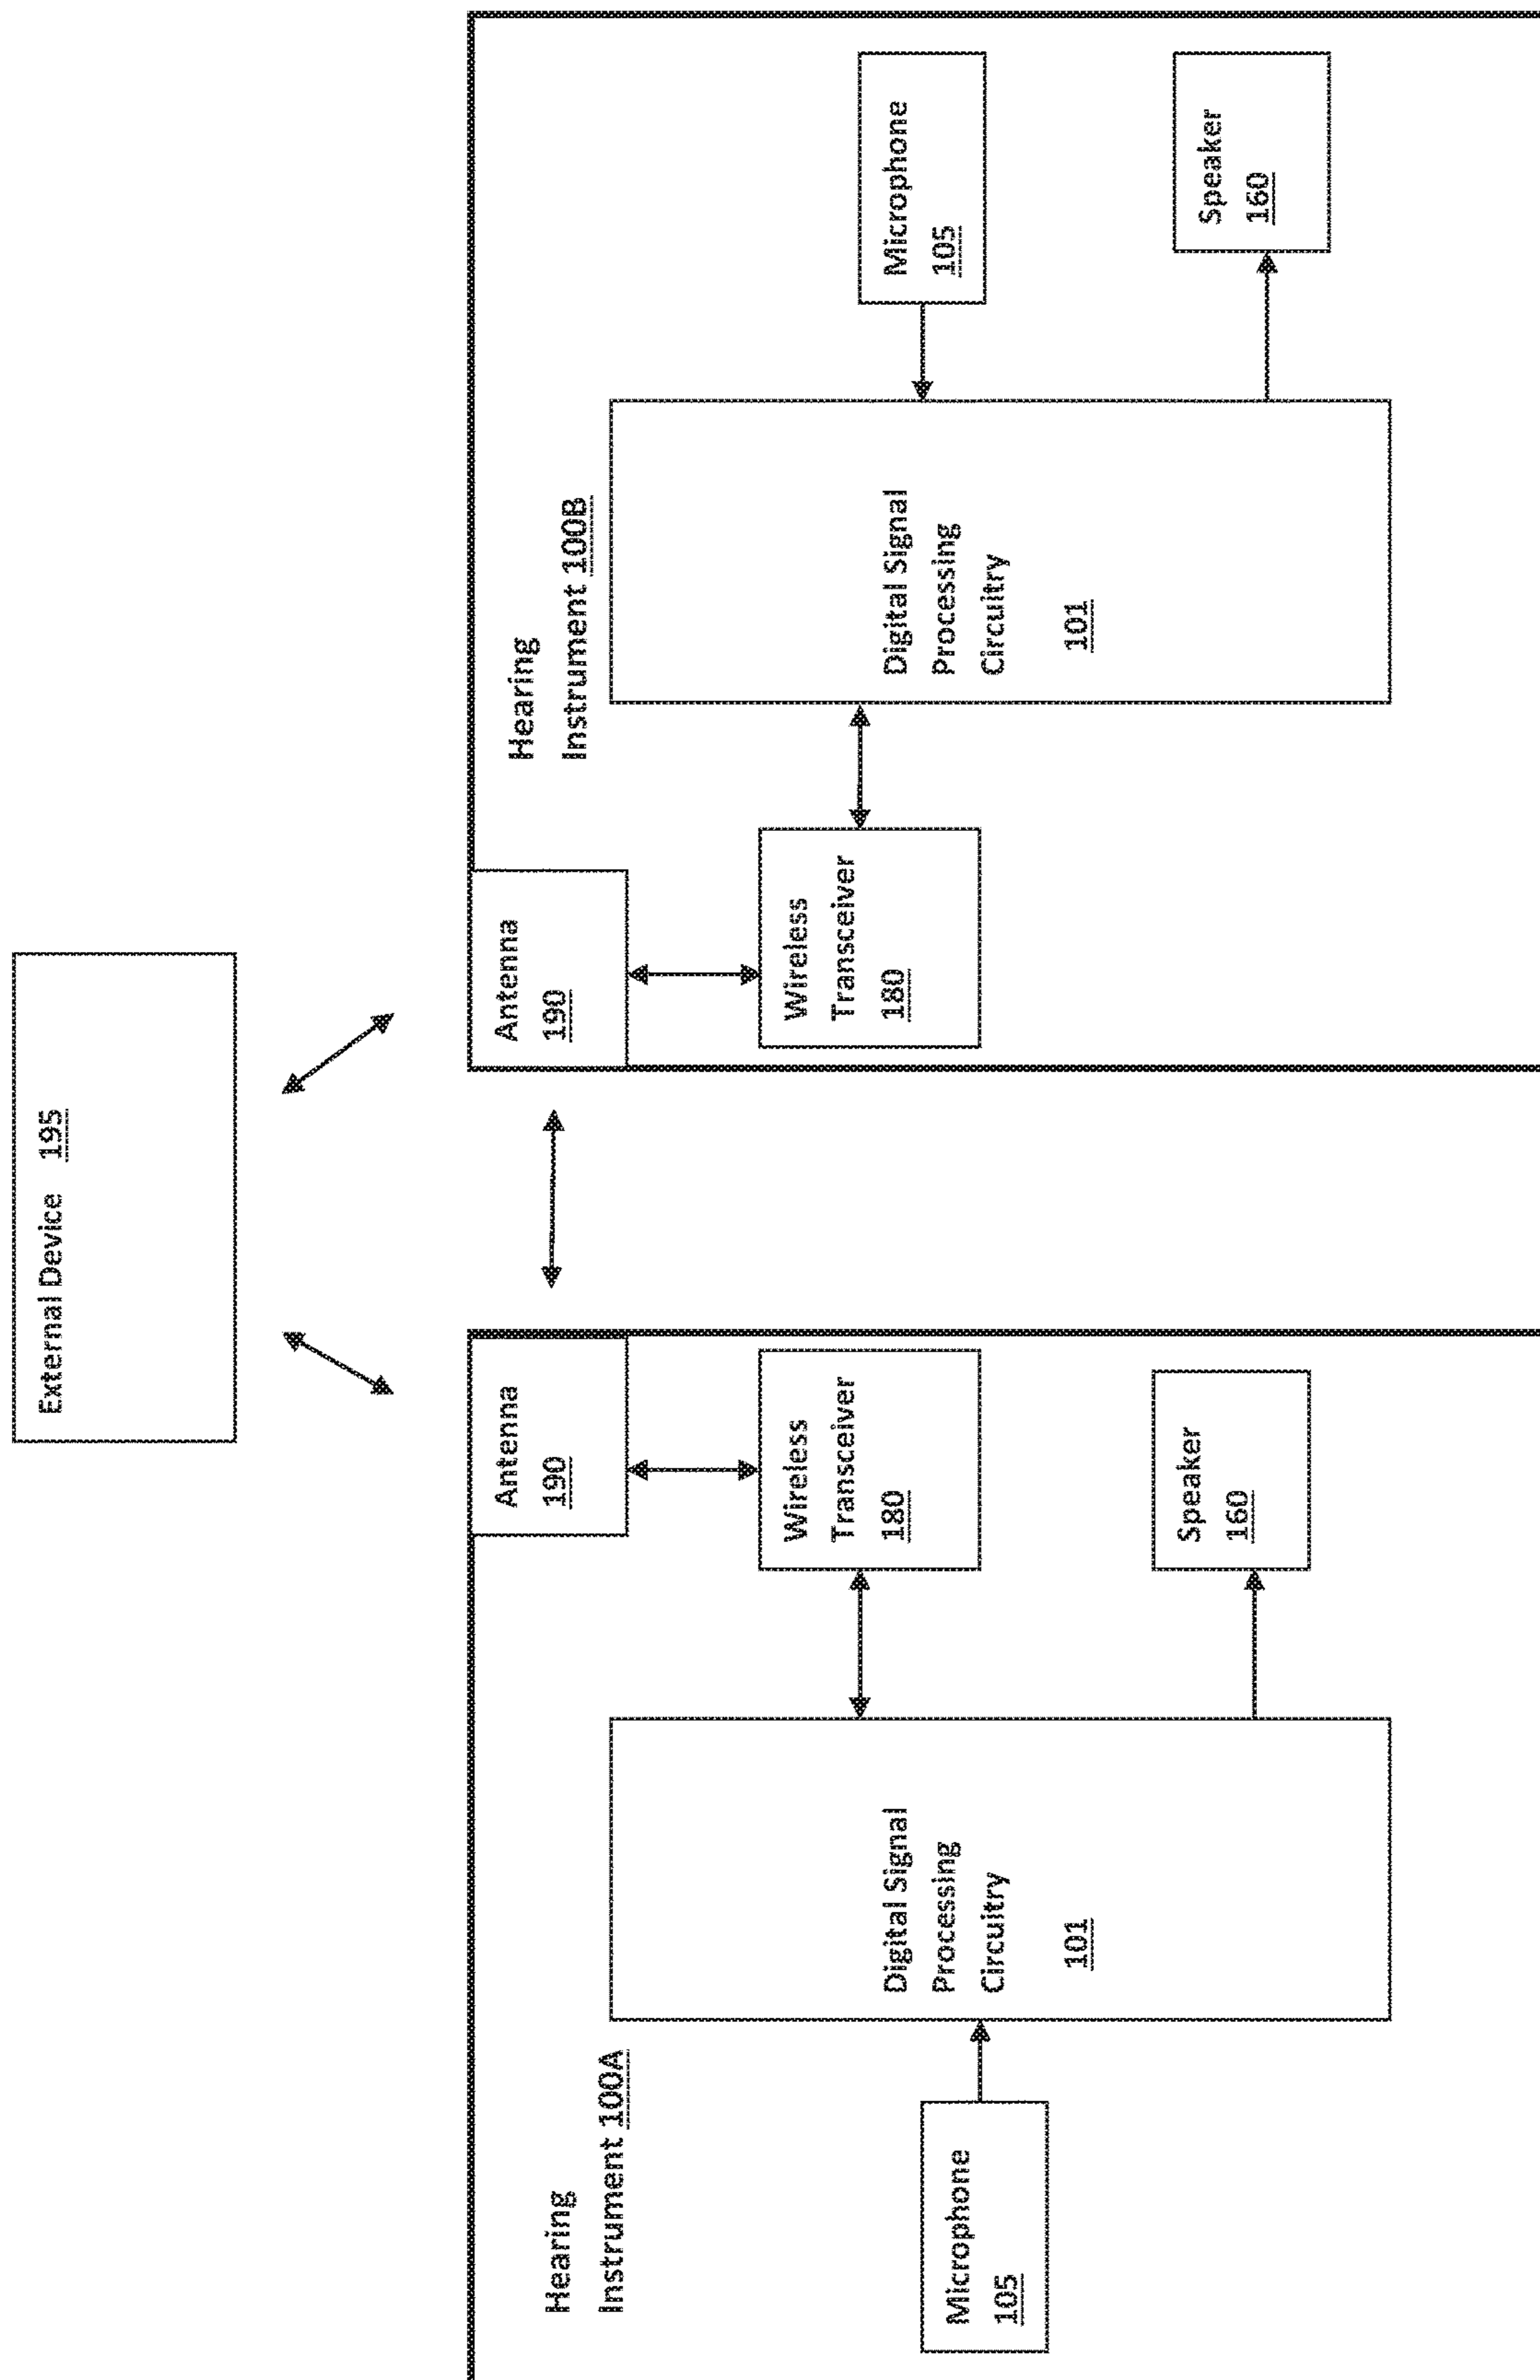 External Device 195
Hearing
Instrument 100A
Antenna
190
Wireless
Transceiver
180
Digital Signal
Processing
Circuitry
101
Microphone
105
Speaker
160
Hearing
Instrument 100B
Antenna
190
Wireless
Transceiver
180
Digital Signal
Processing
Circuitry
101
Microphone
105
Speaker
160